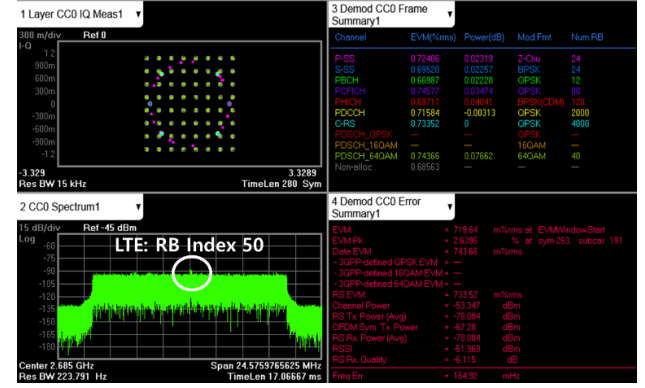 1 Layer CC0 IQ Meas1
300 m/div Ref 0
I-Q
1.2
900m
600m
300m
0
-300m
-600m
-900m
-1.2
-3.329 3.3289
Res BW 15 kHz TimeLen 280 Sym
3 Demod CC0 Frame
Summary1
Channel EVM(%rms) Power(dB) Mod.Fmt Num.RB
P-SS 0.72406 0.02319 Z-Chu 24
S-SS 0.69520 0.02257 BPSK 24
PBCH 0.66987 0.02228 QPSK 12
PCFICH 0.74577 0.03474 QPSK 80
PHICH 0.69717 0.04841 BPSK(CDM) 120
PDCCH 0.71584 -0.00313 QPSK 2000
C-RS 0.73352 0 QPSK 4000
PDSCH_QPSK — — QPSK —
PDSCH_16QAM — — 16QAM —
PDSCH_64QAM 0.74366 0.07662 64QAM 40
Non-alloc 0.68563 — — —
2 CC0 Spectrum1
15 dB/div Ref -45 dBm
Log
LTE: RB Index 50
-60
-75
-90
-105
-120
-135
-150
-165
-180
Center 2.685 GHz Span 24.5759765625 MHz
Res BW 223.791 Hz TimeLen 17.06667 ms
4 Demod CC0 Error
Summary1
EVM = 719.64 m%rms at EVMWindowStart
EVM Pk = 2.6395 % at sym 263, subcar 191
Data EVM = 743.68 m%rms
-3GPP-defined QPSK EVM = —
-3GPP-defined 16QAM EVM = —
-3GPP-defined 64QAM EVM = —
RS EVM = 733.52 m%rms
Channel Power = -53.347 dBm
RS Tx. Power (Avg) = -78.084 dBm
OFDM Sym. Tx. Power = -67.28 dBm
RS Rx. Power (Avg) = -78.084 dBm
RSSI = -51.969 dBm
RS Rx. Quality = -6.115 dB
Freq Err = 164.92 mHz